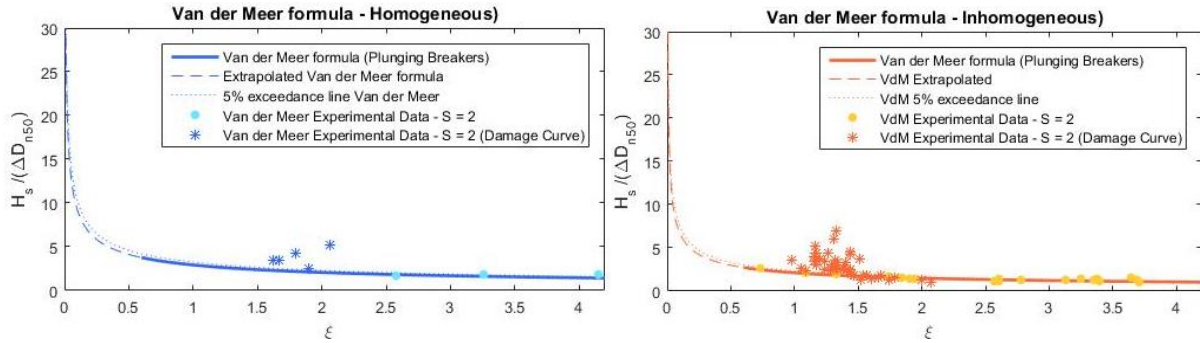 Van der Meer formula - Homogeneous)
30
25
20
15
10
5
0
H_s /(ΔD_n50)
Van der Meer formula (Plunging Breakers)
Extrapolated Van der Meer formula
5% exceedance line Van der Meer
Van der Meer Experimental Data - S = 2
Van der Meer Experimental Data - S = 2 (Damage Curve)
0 0.5 1 1.5 2 2.5 3 3.5 4
ξ
Van der Meer formula - Inhomogeneous)
30
25
20
15
10
5
0
H_s /(ΔD_n50)
Van der Meer formula (Plunging Breakers)
VdM Extrapolated
VdM 5% exceedance line
VdM Experimental Data - S = 2
VdM Experimental Data - S = 2 (Damage Curve)
0 0.5 1 1.5 2 2.5 3 3.5 4
ξ